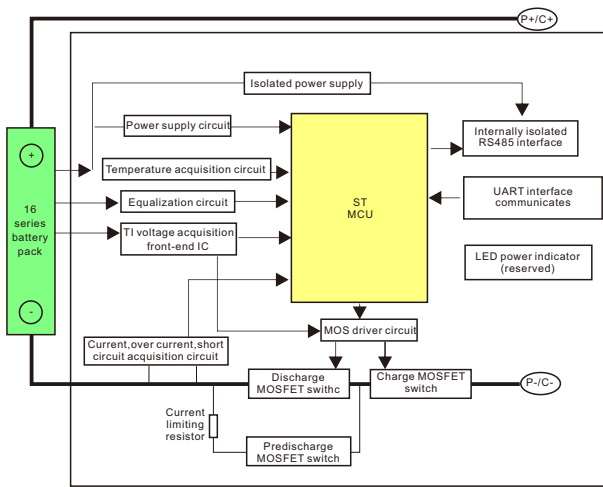 P+/C+
Isolated power supply
Power supply circuit
Internally isolated
RS485 interface
+
Temperature acquisition circuit
ST
MCU
UART interface
communicates
Equalization circuit
16
series
battery
pack
TI voltage acquisition
front-end IC
LED power indicator
(reserved)
-
MOS driver circuit
Current,over current,short
circuit acquisition circuit
Discharge
MOSFET swithc
Charge MOSFET
switch
P-/C-
Current
limiting
resistor
Predischarge
MOSFET switch